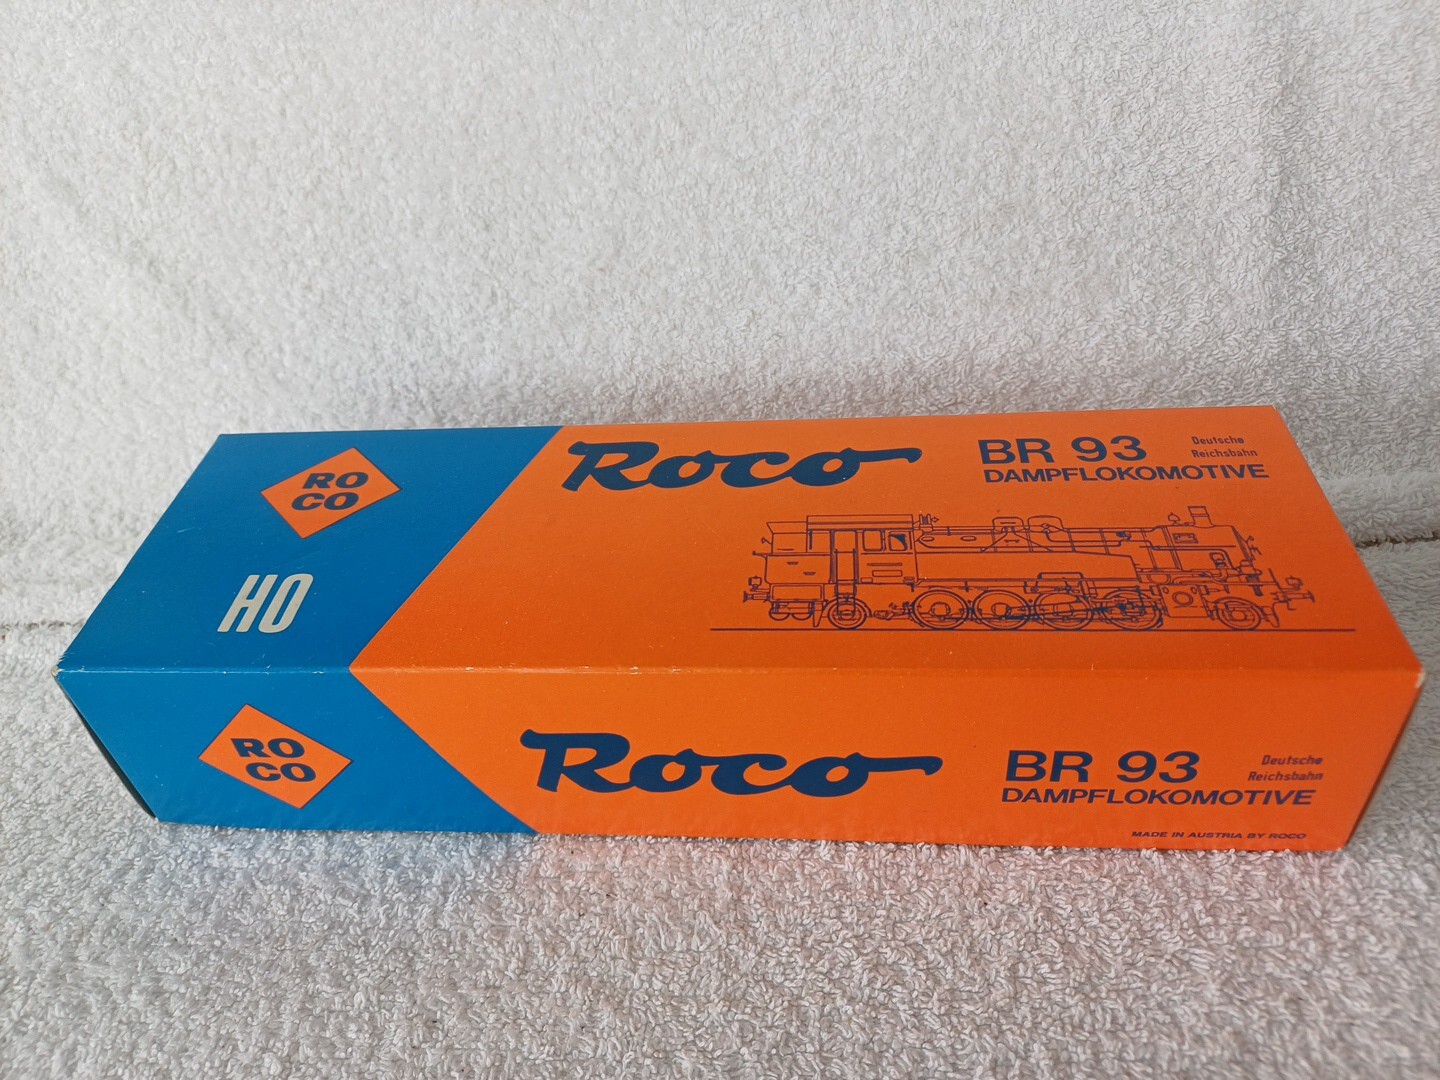 RO
CO
HO
Roco
BR 93
DAMPFLOKOMOTIVE
Deutsche
Reichsbahn
RO
CO
Roco
BR 93
DAMPFLOKOMOTIVE
Deutsche
Reichsbahn
MADE IN AUSTRIA BY ROCO